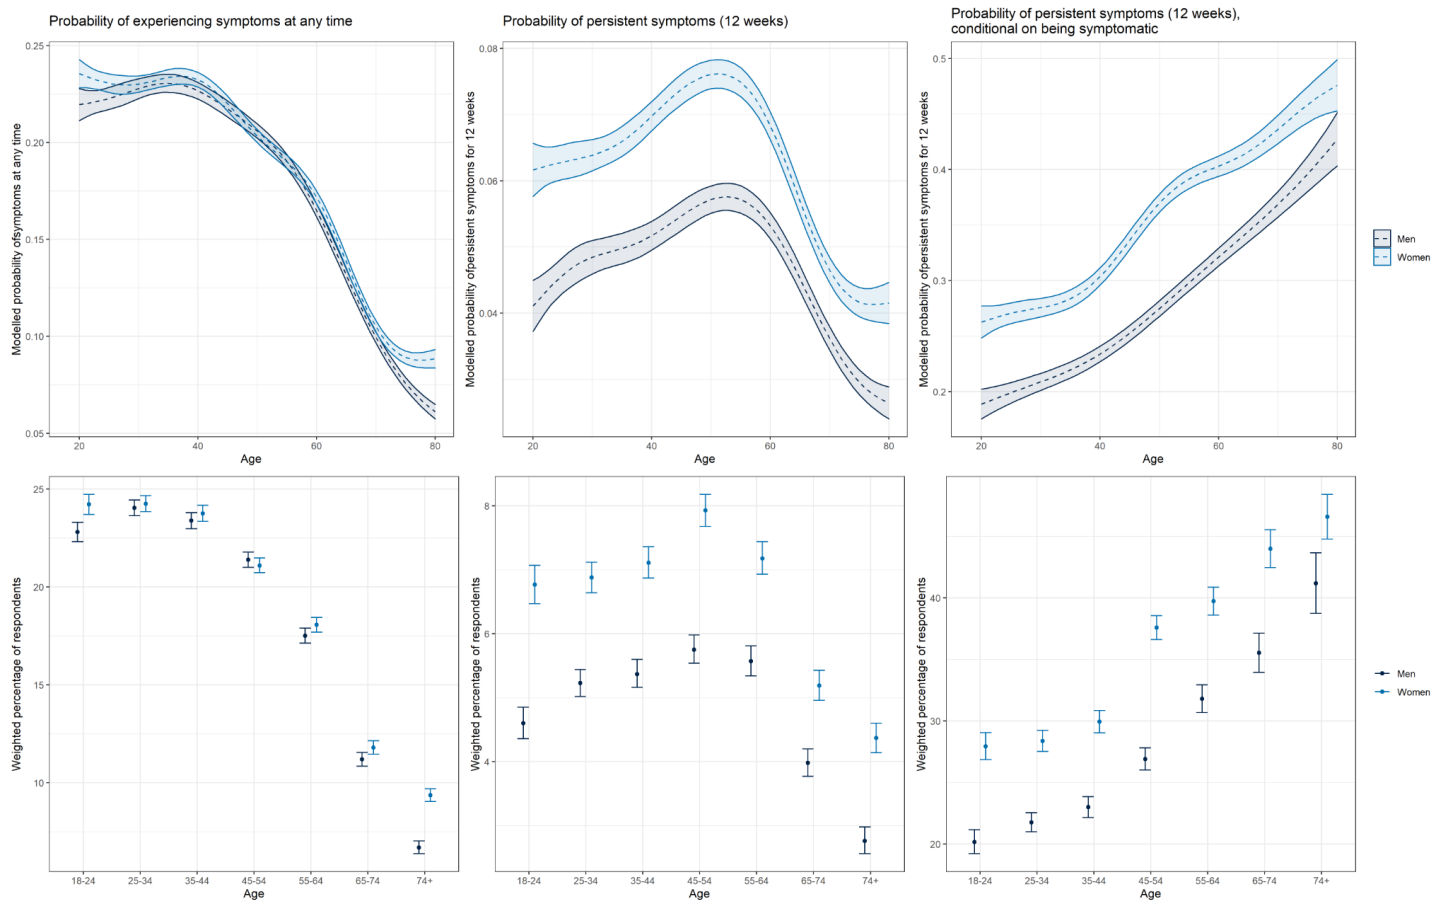 Probability of experiencing symptoms at any time
Modelled probability ofsymptoms at any time
0.25
0.20
0.15
0.10
0.05
20
40
60
80
Age
Probability of persistent symptoms (12 weeks)
Modelled probability ofpersistent symptoms for 12 weeks
0.08
0.06
0.04
20
40
60
80
Age
Probability of persistent symptoms (12 weeks),
conditional on being symptomatic
Modelled probability ofpersistent symptoms for 12 weeks
0.5
0.4
0.3
0.2
20
40
60
80
Age
Men
Women
Weighted percentage of respondents
25
20
15
10
18-24
25-34
35-44
45-54
55-64
65-74
74+
Age
Weighted percentage of respondents
8
6
4
18-24
25-34
35-44
45-54
55-64
65-74
74+
Age
Weighted percentage of respondents
40
30
20
18-24
25-34
35-44
45-54
55-64
65-74
74+
Age
Men
Women